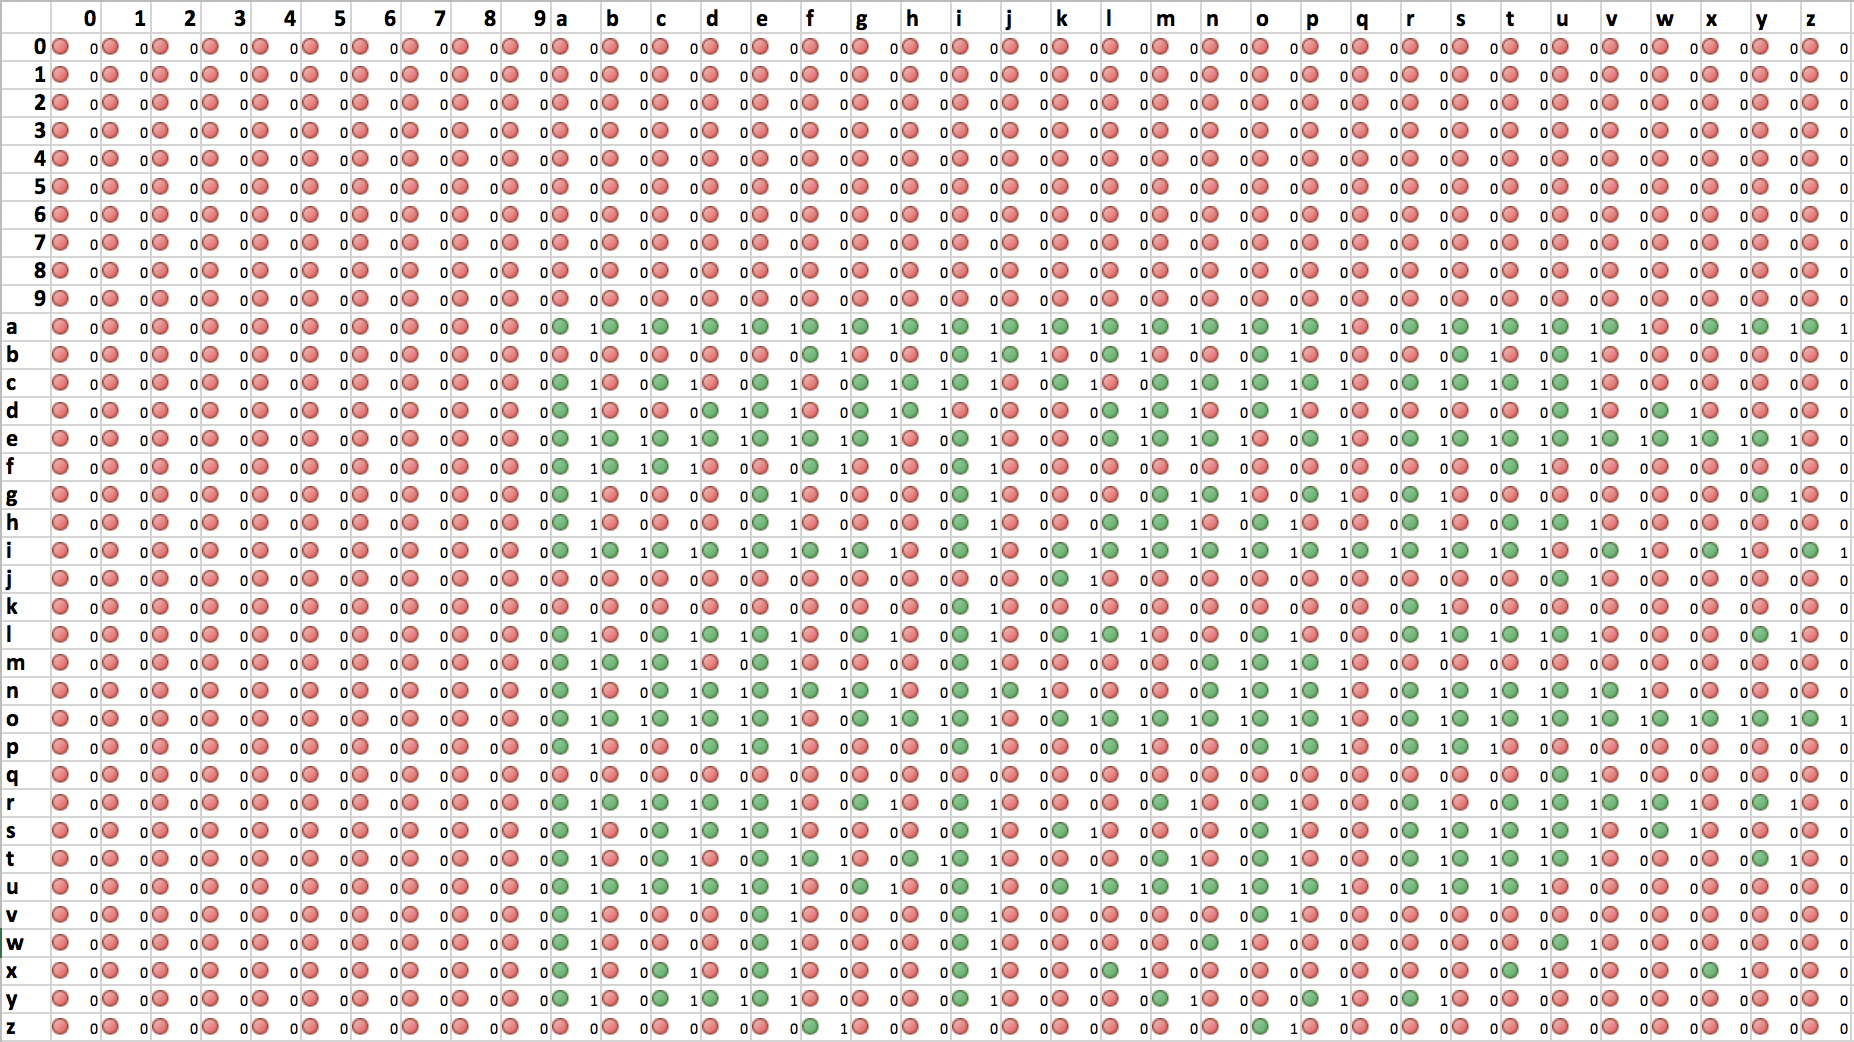 0 1 2 3 4 5 6 7 8 9 a b c d e f g h i j k l m n o p q r s t u v w x y z
0 0 0 0 0 0 0 0 0 0 0 0 0 0 0 0 0 0 0 0 0 0 0 0 0 0 0 0 0 0 0 0 0 0 0 0 0
1 0 0 0 0 0 0 0 0 0 0 0 0 0 0 0 0 0 0 0 0 0 0 0 0 0 0 0 0 0 0 0 0 0 0 0 0
2 0 0 0 0 0 0 0 0 0 0 0 0 0 0 0 0 0 0 0 0 0 0 0 0 0 0 0 0 0 0 0 0 0 0 0 0
3 0 0 0 0 0 0 0 0 0 0 0 0 0 0 0 0 0 0 0 0 0 0 0 0 0 0 0 0 0 0 0 0 0 0 0 0
4 0 0 0 0 0 0 0 0 0 0 0 0 0 0 0 0 0 0 0 0 0 0 0 0 0 0 0 0 0 0 0 0 0 0 0 0
5 0 0 0 0 0 0 0 0 0 0 0 0 0 0 0 0 0 0 0 0 0 0 0 0 0 0 0 0 0 0 0 0 0 0 0 0
6 0 0 0 0 0 0 0 0 0 0 0 0 0 0 0 0 0 0 0 0 0 0 0 0 0 0 0 0 0 0 0 0 0 0 0 0
7 0 0 0 0 0 0 0 0 0 0 0 0 0 0 0 0 0 0 0 0 0 0 0 0 0 0 0 0 0 0 0 0 0 0 0 0
8 0 0 0 0 0 0 0 0 0 0 0 0 0 0 0 0 0 0 0 0 0 0 0 0 0 0 0 0 0 0 0 0 0 0 0 0
9 0 0 0 0 0 0 0 0 0 0 0 0 0 0 0 0 0 0 0 0 0 0 0 0 0 0 0 0 0 0 0 0 0 0 0 0
a 0 0 0 0 0 0 0 0 0 0 1 1 1 1 1 1 1 1 1 1 1 1 1 1 1 1 0 1 1 1 1 1 0 1 1 1
b 0 0 0 0 0 0 0 0 0 0 0 0 0 0 0 1 0 0 1 1 0 1 0 0 1 0 0 0 1 0 1 0 0 0 0 0
c 0 0 0 0 0 0 0 0 0 0 1 0 1 0 1 0 1 1 1 0 1 0 1 1 1 1 0 1 1 1 1 0 0 0 0 0
d 0 0 0 0 0 0 0 0 0 0 1 0 0 1 1 0 1 1 0 0 0 1 1 0 1 0 0 0 0 0 1 0 1 0 0 0
e 0 0 0 0 0 0 0 0 0 0 1 1 1 1 1 1 1 0 1 0 0 1 1 1 0 1 0 1 1 1 1 1 1 1 1 0
f 0 0 0 0 0 0 0 0 0 0 1 1 1 0 0 1 0 0 1 0 0 0 0 0 0 0 0 0 0 1 0 0 0 0 0 0
g 0 0 0 0 0 0 0 0 0 0 1 0 0 0 1 0 0 0 1 0 0 0 1 1 0 1 0 1 0 0 0 0 0 0 1 0
h 0 0 0 0 0 0 0 0 0 0 1 0 0 0 1 0 0 0 1 0 0 1 1 0 1 0 0 1 0 1 1 0 0 0 0 0
i 0 0 0 0 0 0 0 0 0 0 1 1 1 1 1 1 1 0 1 0 1 1 1 1 1 1 1 1 1 1 0 1 0 1 0 1
j 0 0 0 0 0 0 0 0 0 0 0 0 0 0 0 0 0 0 0 0 1 0 0 0 0 0 0 0 0 0 1 0 0 0 0 0
k 0 0 0 0 0 0 0 0 0 0 0 0 0 0 0 0 0 0 1 0 0 0 0 0 0 0 0 1 0 0 0 0 0 0 0 0
l 0 0 0 0 0 0 0 0 0 0 1 0 1 1 1 0 1 0 1 0 1 1 0 0 1 0 0 1 1 1 1 0 0 0 1 0
m 0 0 0 0 0 0 0 0 0 0 1 1 1 0 1 0 0 0 1 0 0 0 0 1 1 1 0 0 0 0 0 0 0 0 0 0
n 0 0 0 0 0 0 0 0 0 0 1 0 1 1 1 1 1 0 1 1 0 0 0 1 1 1 0 1 1 1 1 1 0 0 0 0
o 0 0 0 0 0 0 0 0 0 0 1 1 1 1 1 0 1 1 1 0 1 1 1 1 1 1 0 1 1 1 1 1 1 1 1 1
p 0 0 0 0 0 0 0 0 0 0 1 0 0 1 1 0 0 0 1 0 0 1 0 0 1 1 0 1 1 0 0 0 0 0 0 0
q 0 0 0 0 0 0 0 0 0 0 0 0 0 0 0 0 0 0 0 0 0 0 0 0 0 0 0 0 0 0 1 0 0 0 0 0
r 0 0 0 0 0 0 0 0 0 0 1 1 1 1 1 0 1 0 1 0 0 0 1 0 1 0 0 1 0 1 1 1 1 0 1 0
s 0 0 0 0 0 0 0 0 0 0 1 0 1 1 1 0 0 0 1 0 1 0 0 0 1 0 0 1 1 1 1 0 1 0 0 0
t 0 0 0 0 0 0 0 0 0 0 1 0 1 0 1 1 0 1 1 0 0 0 1 0 1 0 0 1 1 1 1 0 0 0 1 0
u 0 0 0 0 0 0 0 0 0 0 1 1 1 1 1 0 1 0 1 0 1 1 1 1 1 1 0 1 1 1 0 0 0 0 0 0
v 0 0 0 0 0 0 0 0 0 0 1 0 0 0 1 0 0 0 1 0 0 0 0 0 1 0 0 0 0 0 0 0 0 0 0 0
w 0 0 0 0 0 0 0 0 0 0 1 0 0 0 1 0 0 0 1 0 0 0 0 1 0 0 0 0 0 0 1 0 0 0 0 0
x 0 0 0 0 0 0 0 0 0 0 1 0 1 0 1 0 0 0 1 0 0 1 0 0 0 0 0 0 0 1 0 0 0 1 0 0
y 0 0 0 0 0 0 0 0 0 0 1 0 1 1 1 0 0 0 1 0 0 0 1 0 0 1 0 1 0 0 0 0 0 0 0 0
z 0 0 0 0 0 0 0 0 0 0 0 0 0 0 0 1 0 0 0 0 0 0 0 0 1 0 0 0 0 0 0 0 0 0 0 0